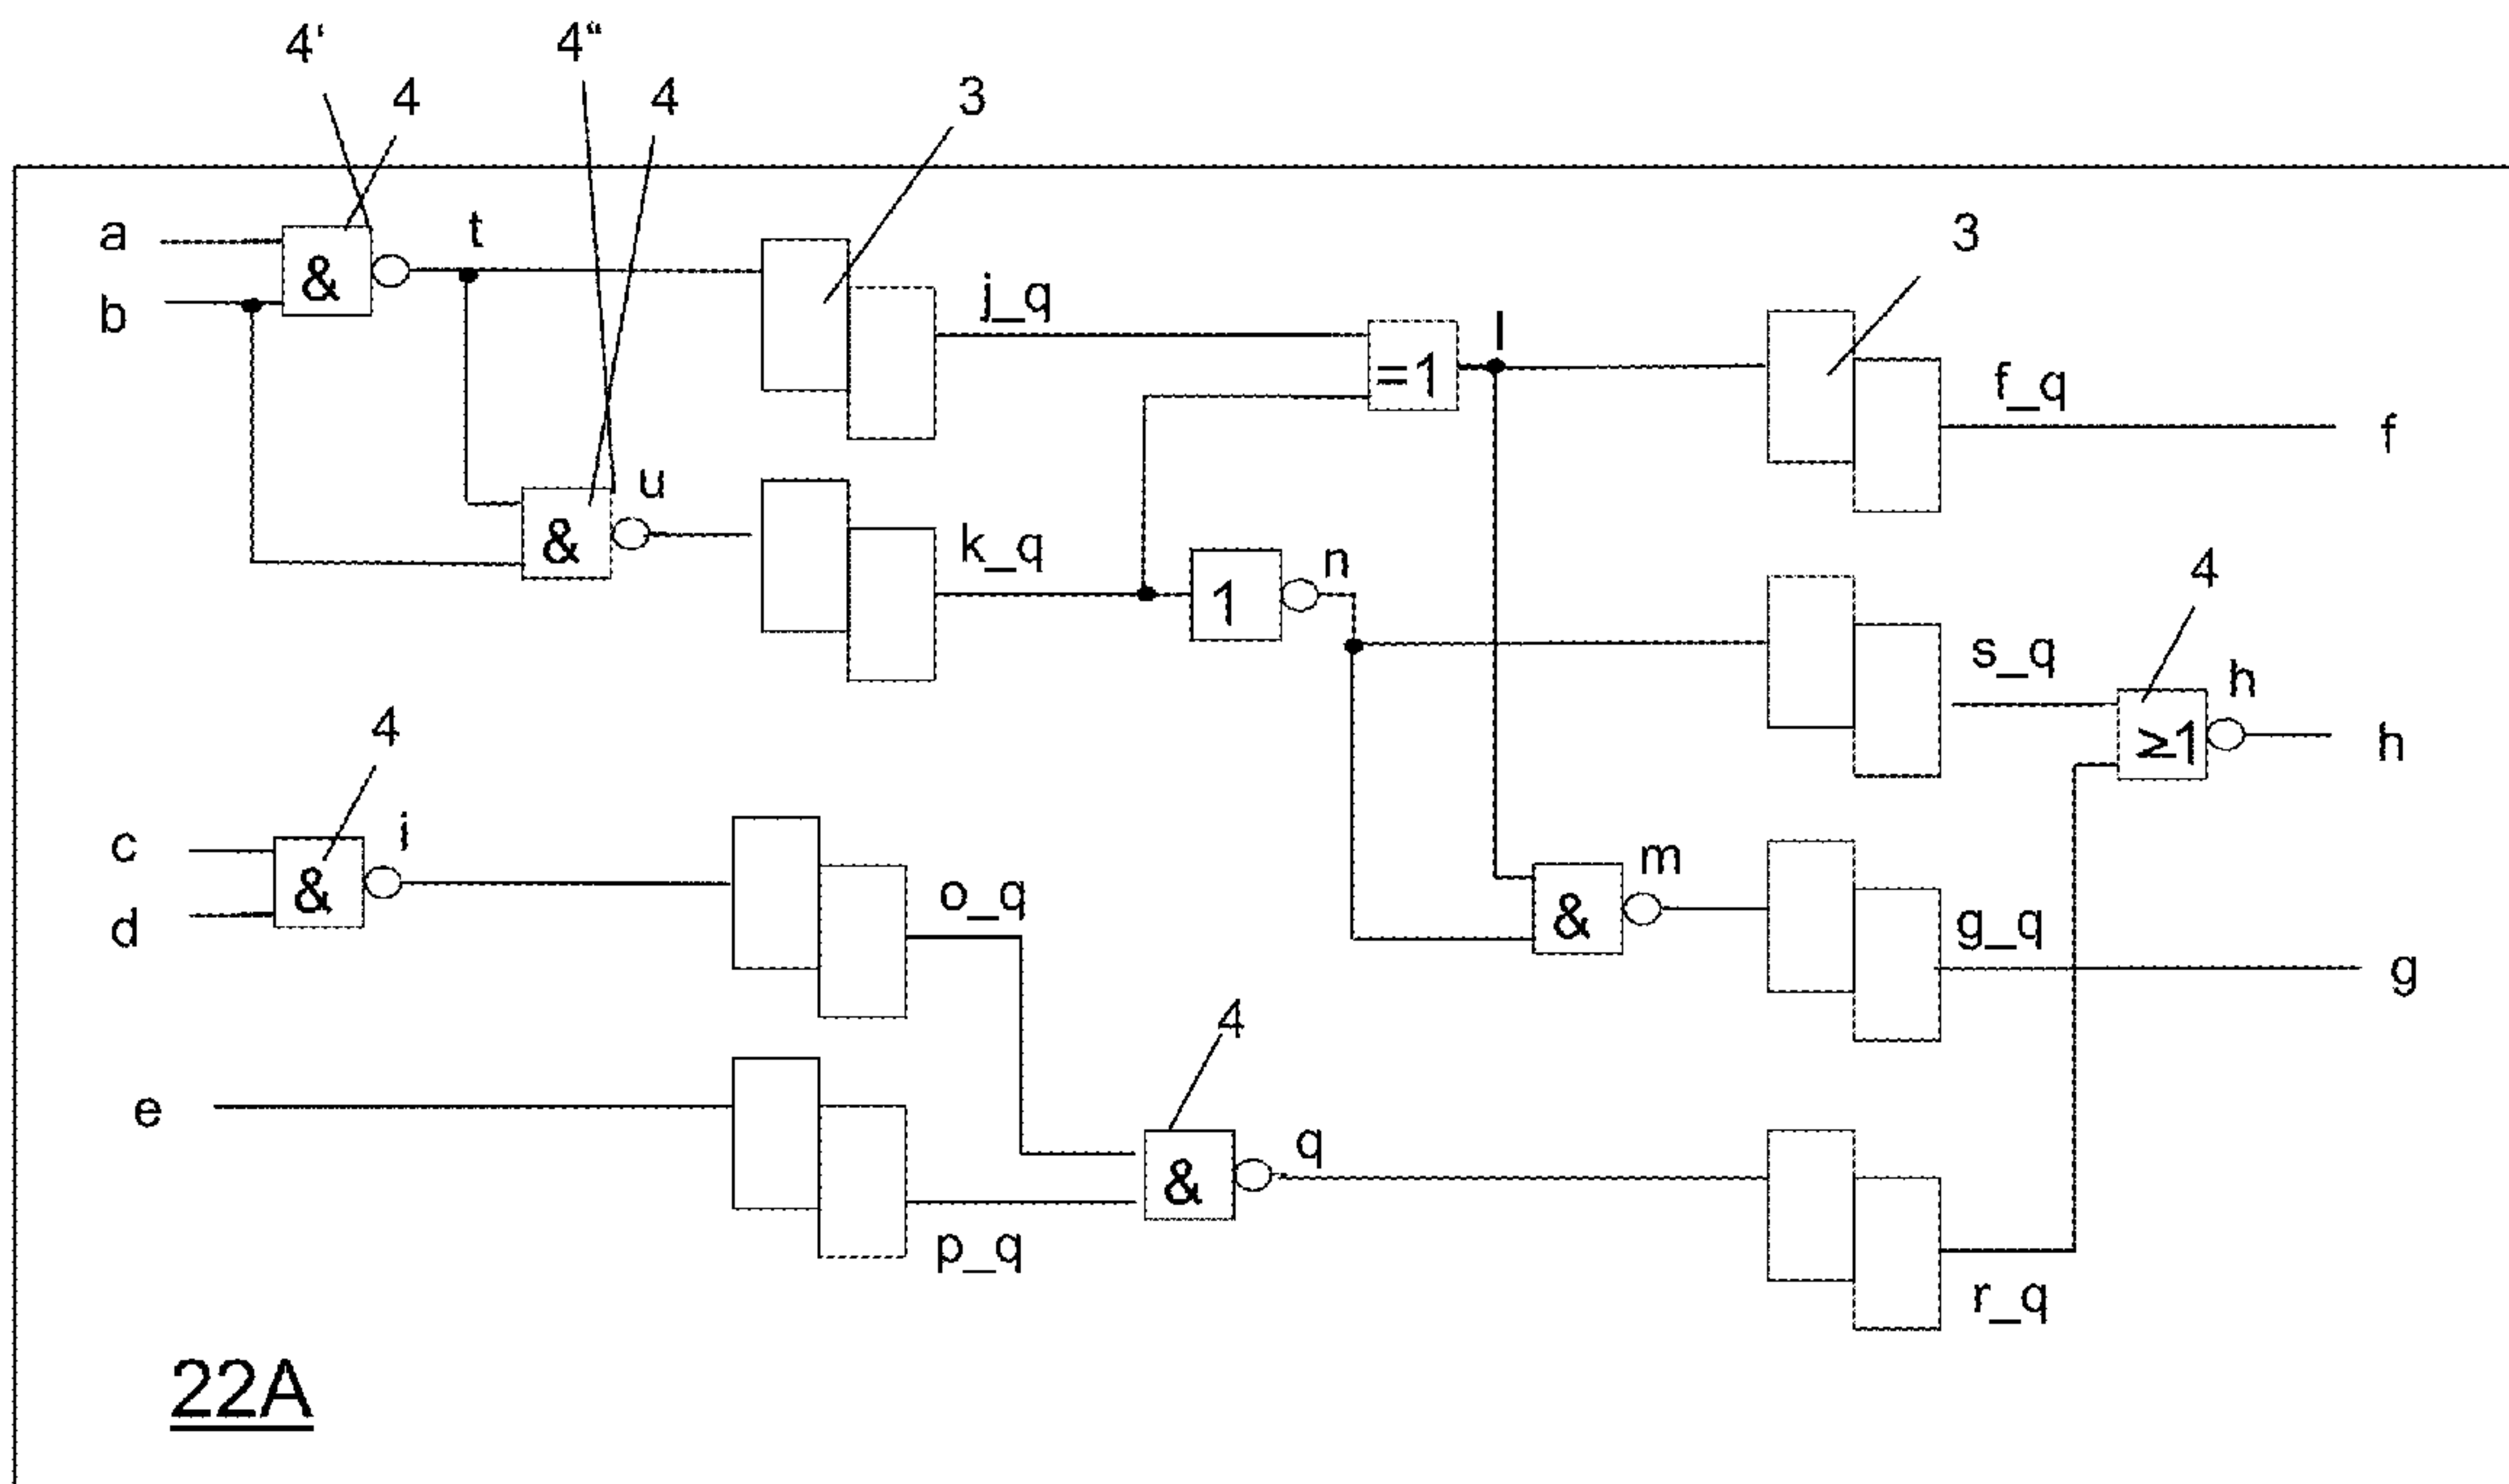 4' 4“
4 4 3
a t 3
& j_q
b l
=1 f_q
f
u
& k_q n 4
1
s_q h
4 ≥1 h
c i m
& o_q &
d g_q
g
4
e q
&
p_q
r_q
22A